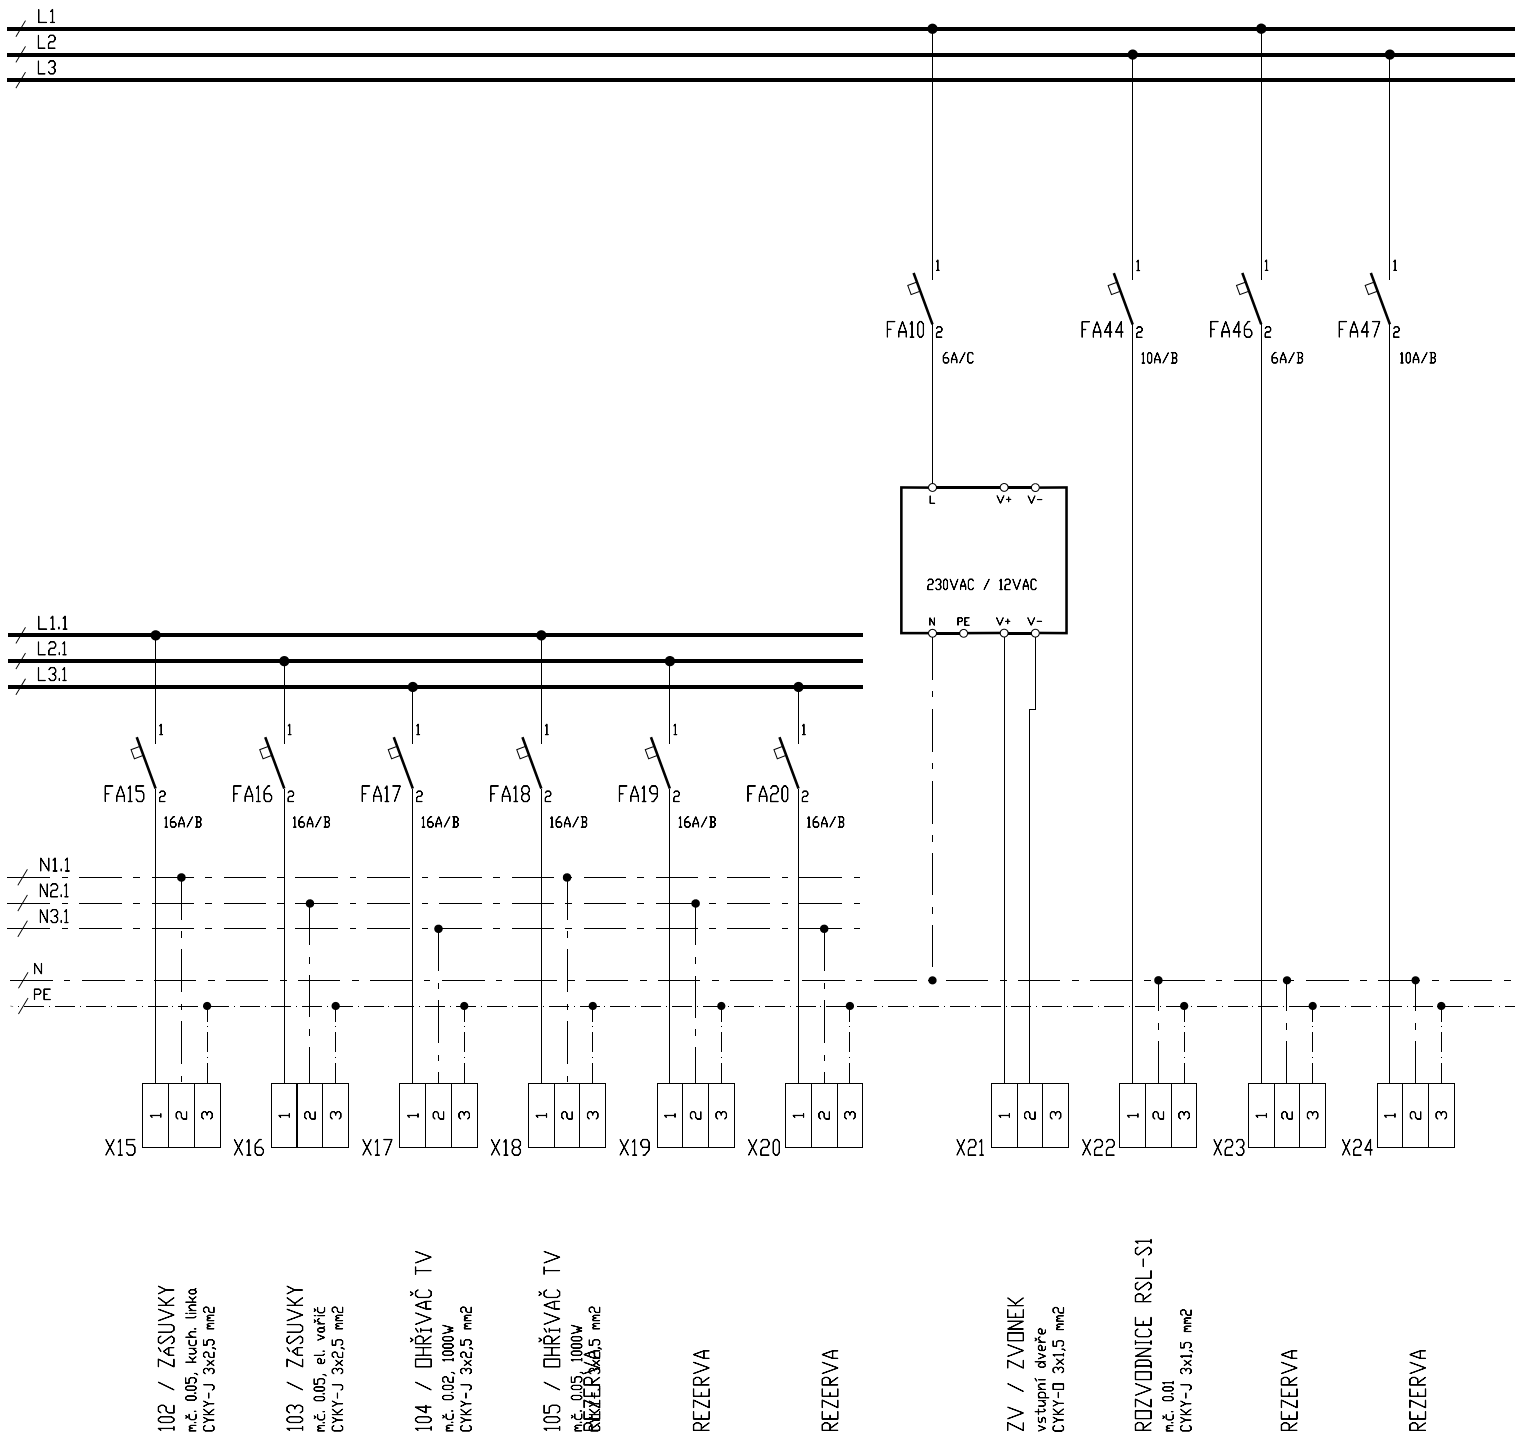 L1
L2
L3
1 1 1 1
FA10 2 FA44 2 FA46 2 FA47 2
6A/C 10A/B 6A/B 10A/B
L V+ V-
230VAC / 12VAC
N PE V+ V-
L1.1
L2.1
L3.1
1 1 1 1 1 1
FA15 2 FA16 2 FA17 2 FA18 2 FA19 2 FA20 2
16A/B 16A/B 16A/B 16A/B 16A/B 16A/B
N1.1
N2.1
N3.1
N
PE
1 2 3 1 2 3 1 2 3 1 2 3 1 2 3 1 2 3 1 2 3 1 2 3 1 2 3 1 2 3
X15 X16 X17 X18 X19 X20 X21 X22 X23 X24
102 / ZÁSUVKY
m.č. 0.05, kuch. linka
CYKY-J 3x2,5 mm2
103 / ZÁSUVKY
m.č. 0.05, el. vařič
CYKY-J 3x2,5 mm2
104 / OHŘÍVAČ TV
m.č. 0.02, 1000W
CYKY-J 3x2,5 mm2
105 / OHŘÍVAČ TV
m.č. 0.05, 1000W
CYKY-J 3x2,5 mm2
REZERVA
REZERVA
REZERVA
ZV / ZVONEK
vstupní dveře
CYKY-O 3x1,5 mm2
ROZVODNICE RSL-S1
m.č. 0.01
CYKY-J 3x1,5 mm2
REZERVA
REZERVA